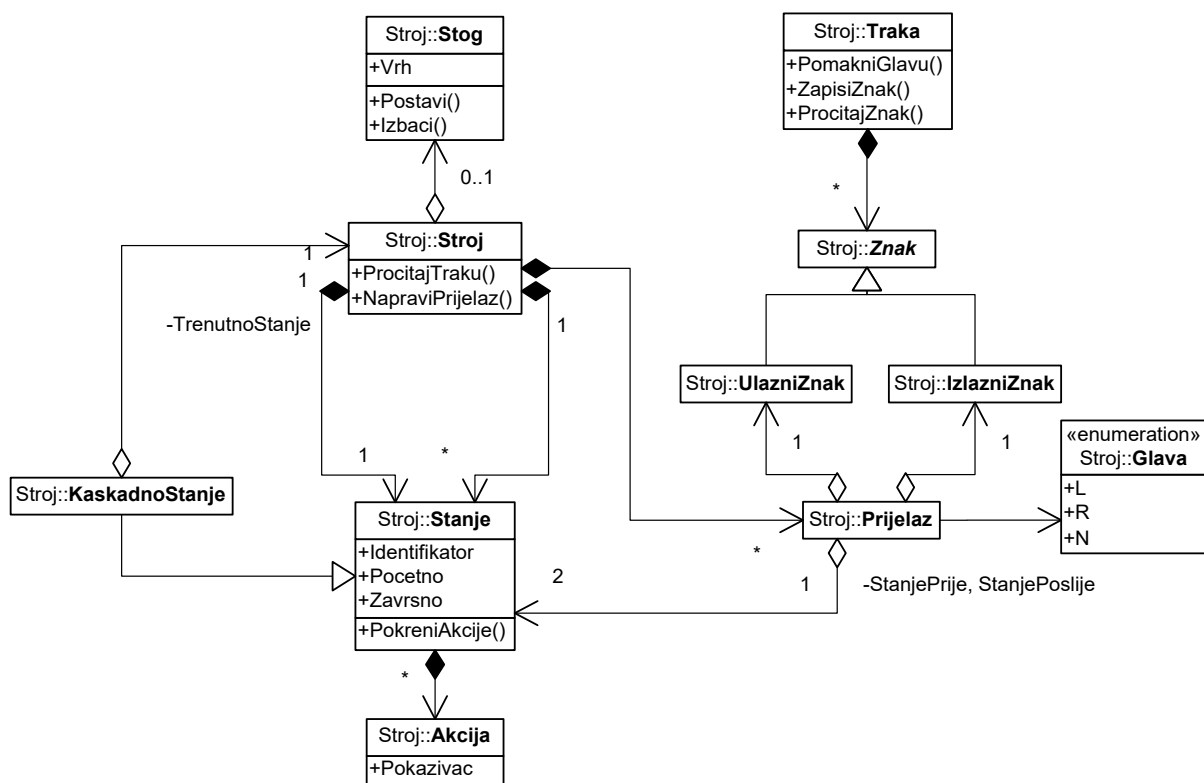 Stroj::Stog
+Vrh
+Postavi()
+Izbaci()
Stroj::Traka
+PomakniGlavu()
+ZapisiZnak()
+ProcitajZnak()
0..1
*
Stroj::Stroj
+ProcitajTraku()
+NapraviPrijelaz()
Stroj::Znak
1
1
-TrenutnoStanje
1
Stroj::UlazniZnak
Stroj::IzlazniZnak
1
*
1
1
«enumeration»
Stroj::Glava
+L
+R
+N
Stroj::KaskadnoStanje
Stroj::Stanje
+Identifikator
+Pocetno
+Zavrsno
+PokreniAkcije()
Stroj::Prijelaz
*
2
1
-StanjePrije, StanjePoslije
*
Stroj::Akcija
+Pokazivac